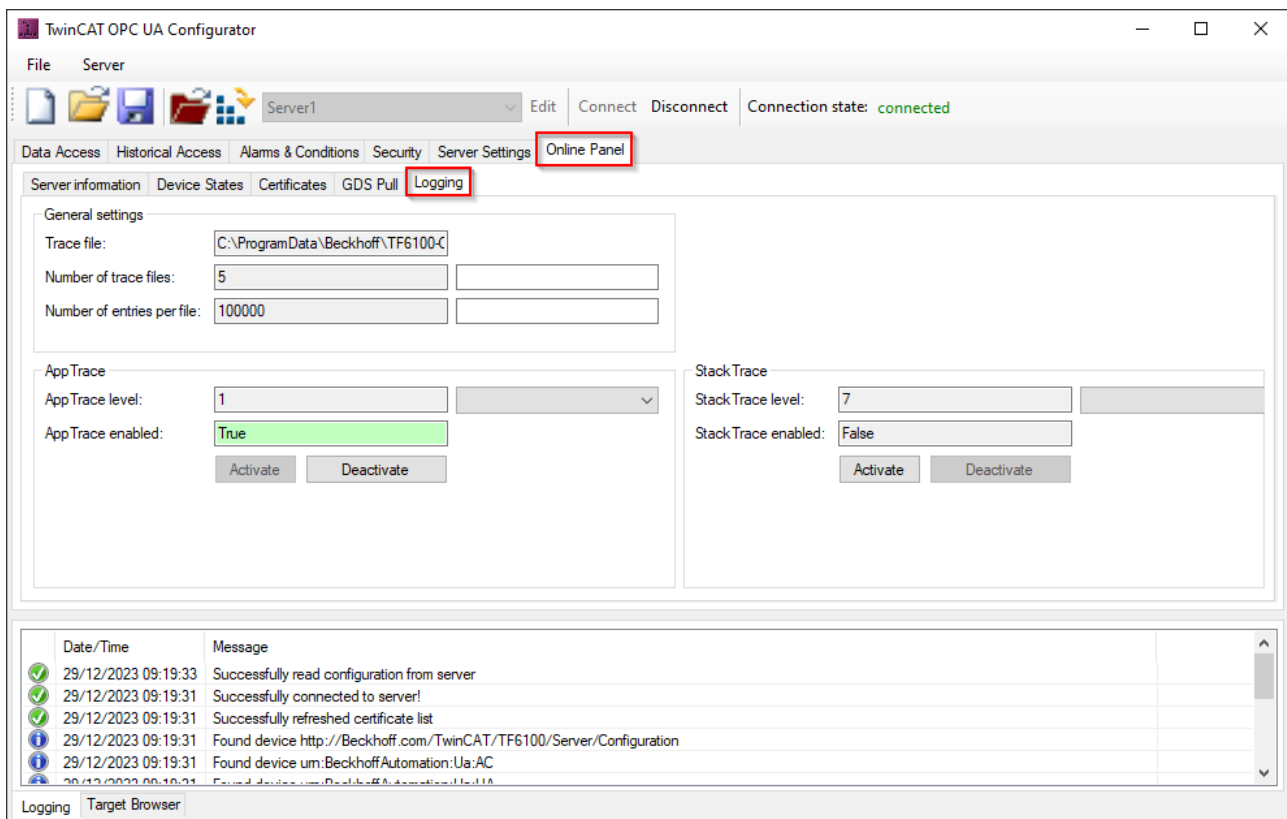 TwinCAT OPC UA Configurator
File Server
Server1 Edit Connect Disconnect Connection state: connected
Data Access Historical Access Alarms & Conditions Security Server Settings Online Panel
Server information Device States Certificates GDS Pull Logging
General settings
Trace file: C:\ProgramData\Beckhoff\TF6100-
Number of trace files: 5
Number of entries per file: 100000
AppTrace StackTrace
AppTrace level: 1 StackTrace level: 7
AppTrace enabled: True StackTrace enabled: False
Activate Deactivate Activate Deactivate
Date/Time Message
29/12/2023 09:19:33 Successfully read configuration from server
29/12/2023 09:19:31 Successfully connected to server!
29/12/2023 09:19:31 Successfully refreshed certificate list
29/12/2023 09:19:31 Found device http://Beckhoff.com/TwinCAT/TF6100/Server/Configuration
29/12/2023 09:19:31 Found device urn:BeckhoffAutomation:Ua:AC
Logging Target Browser